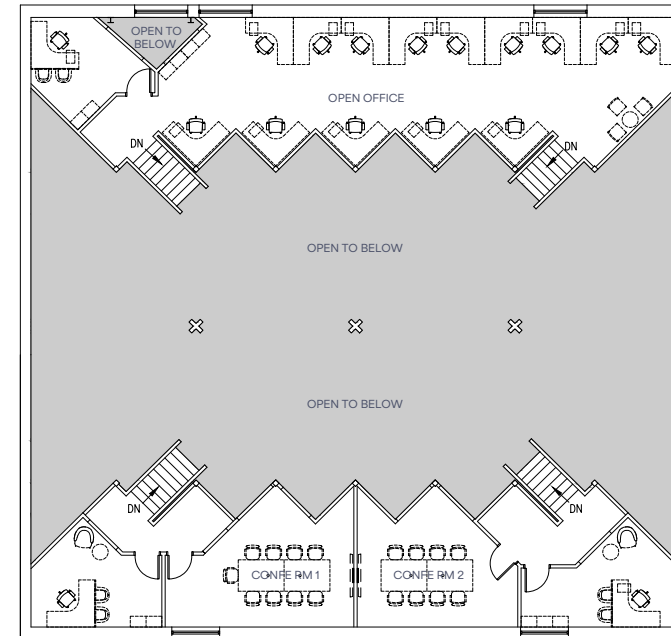 OPEN TO
BELOW
OPEN OFFICE
DN
DN
OPEN TO BELOW
OPEN TO BELOW
DN
DN
CONFE RM 1
CONFE RM 2